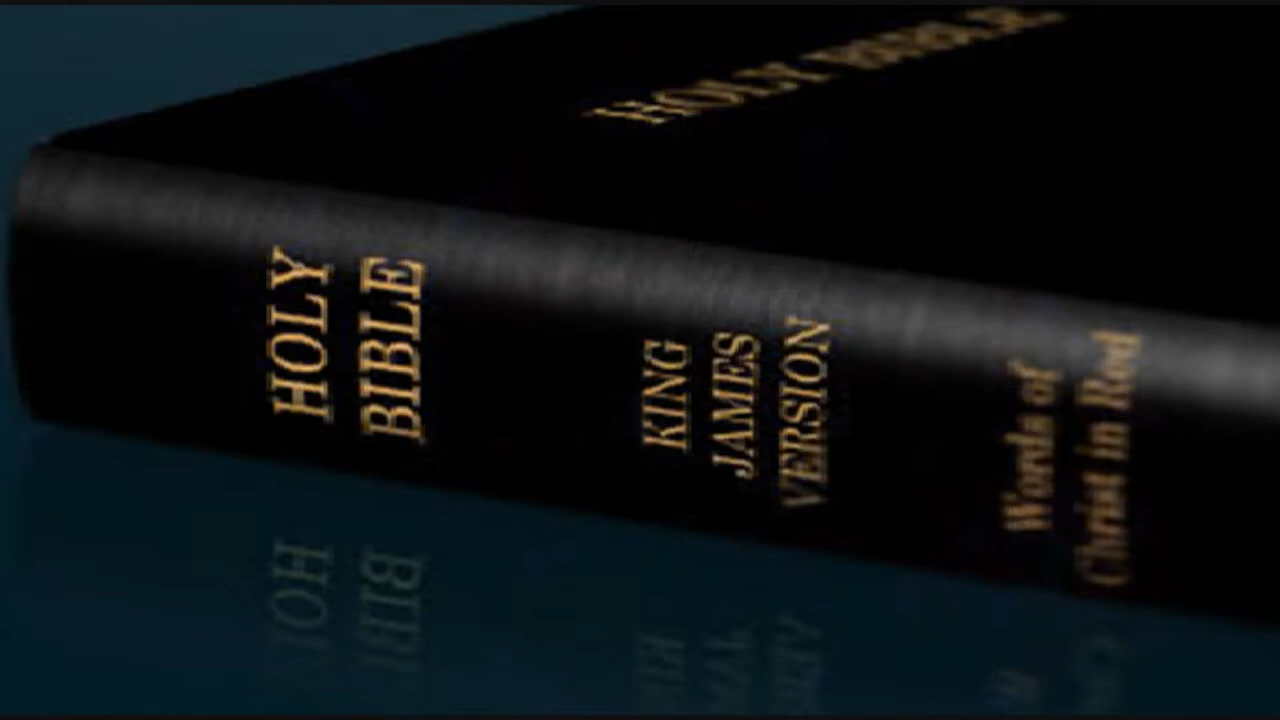 HOLY BIBLE
HOLY
BIBLE
KING
JAMES
VERSION
Words of
Christ in Red